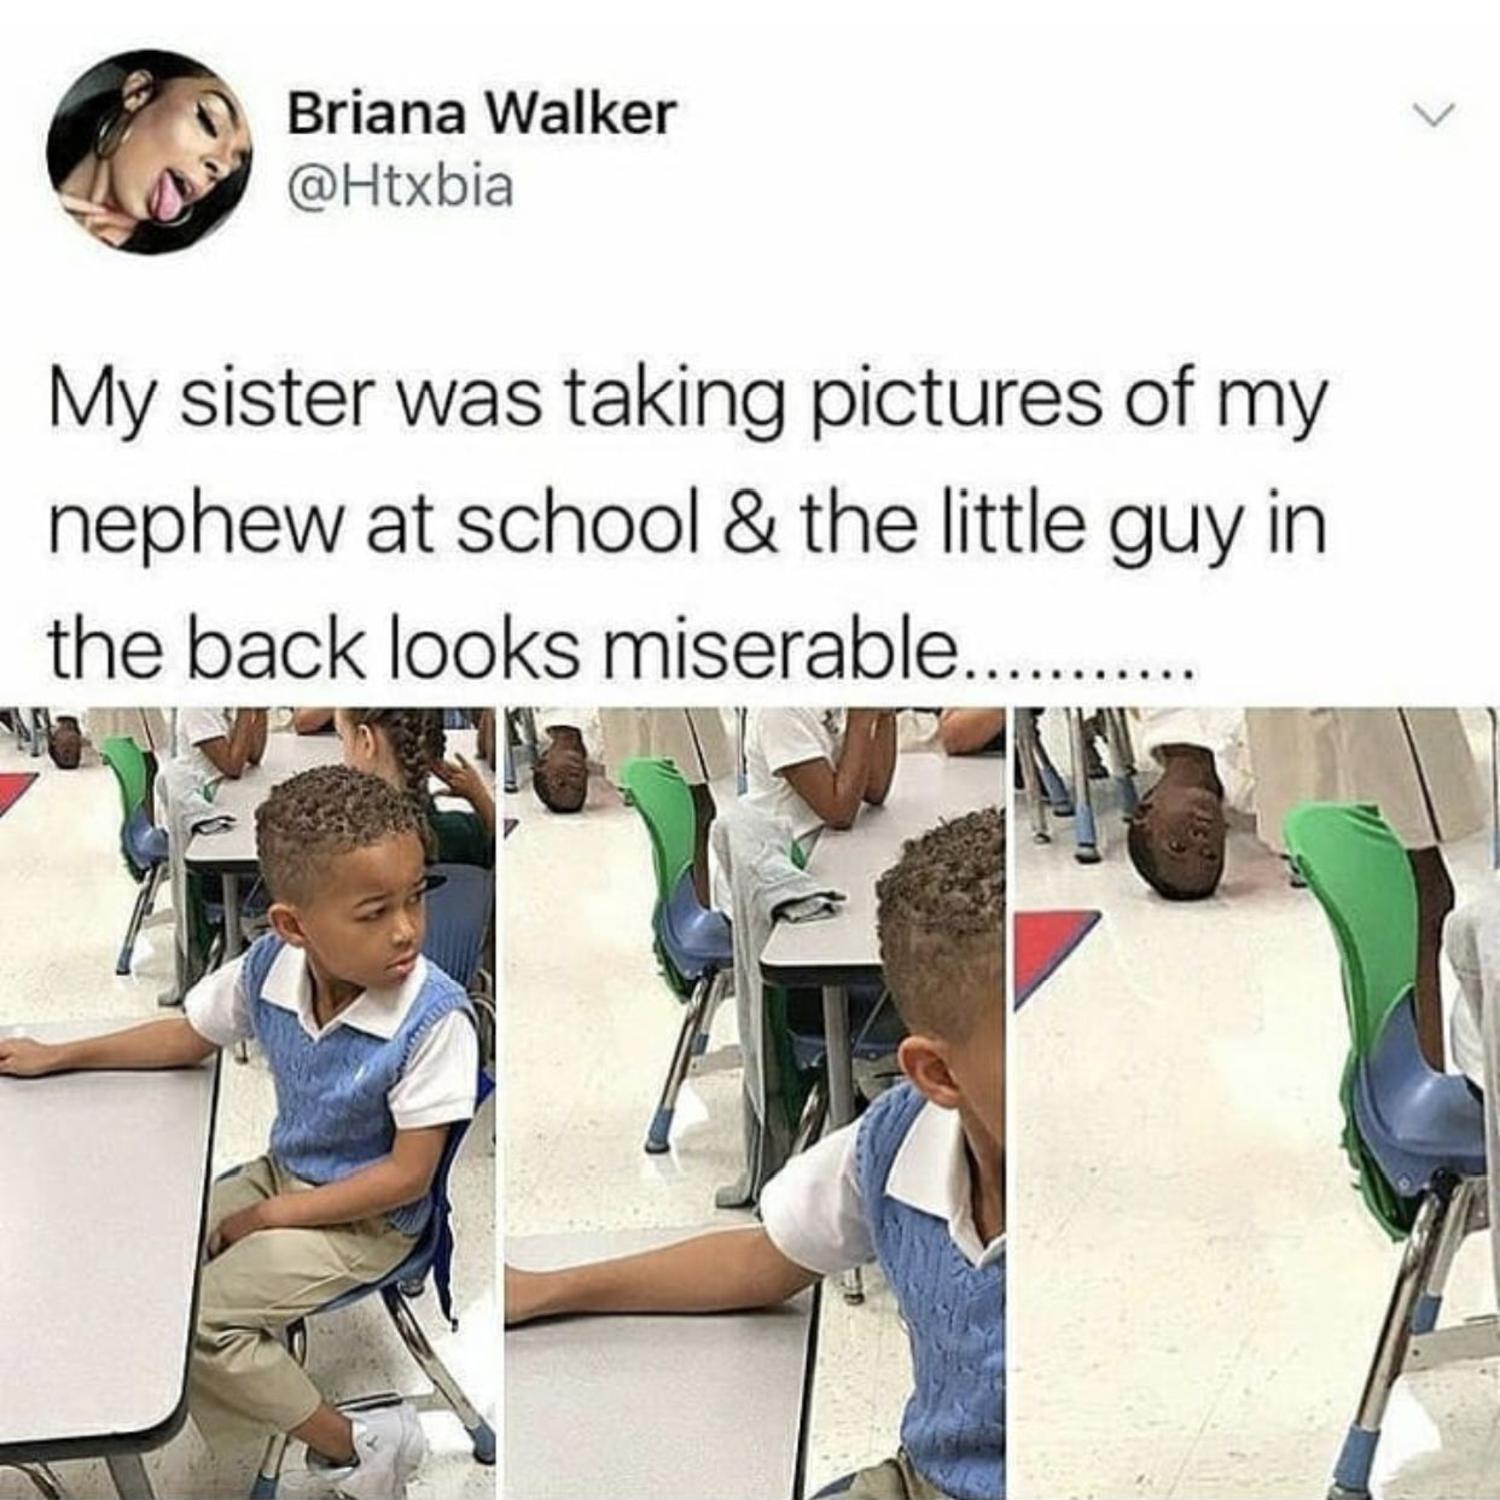 Briana Walker
@Htxbia
My sister was taking pictures of my
nephew at school & the little guy in
the back looks miserable...........